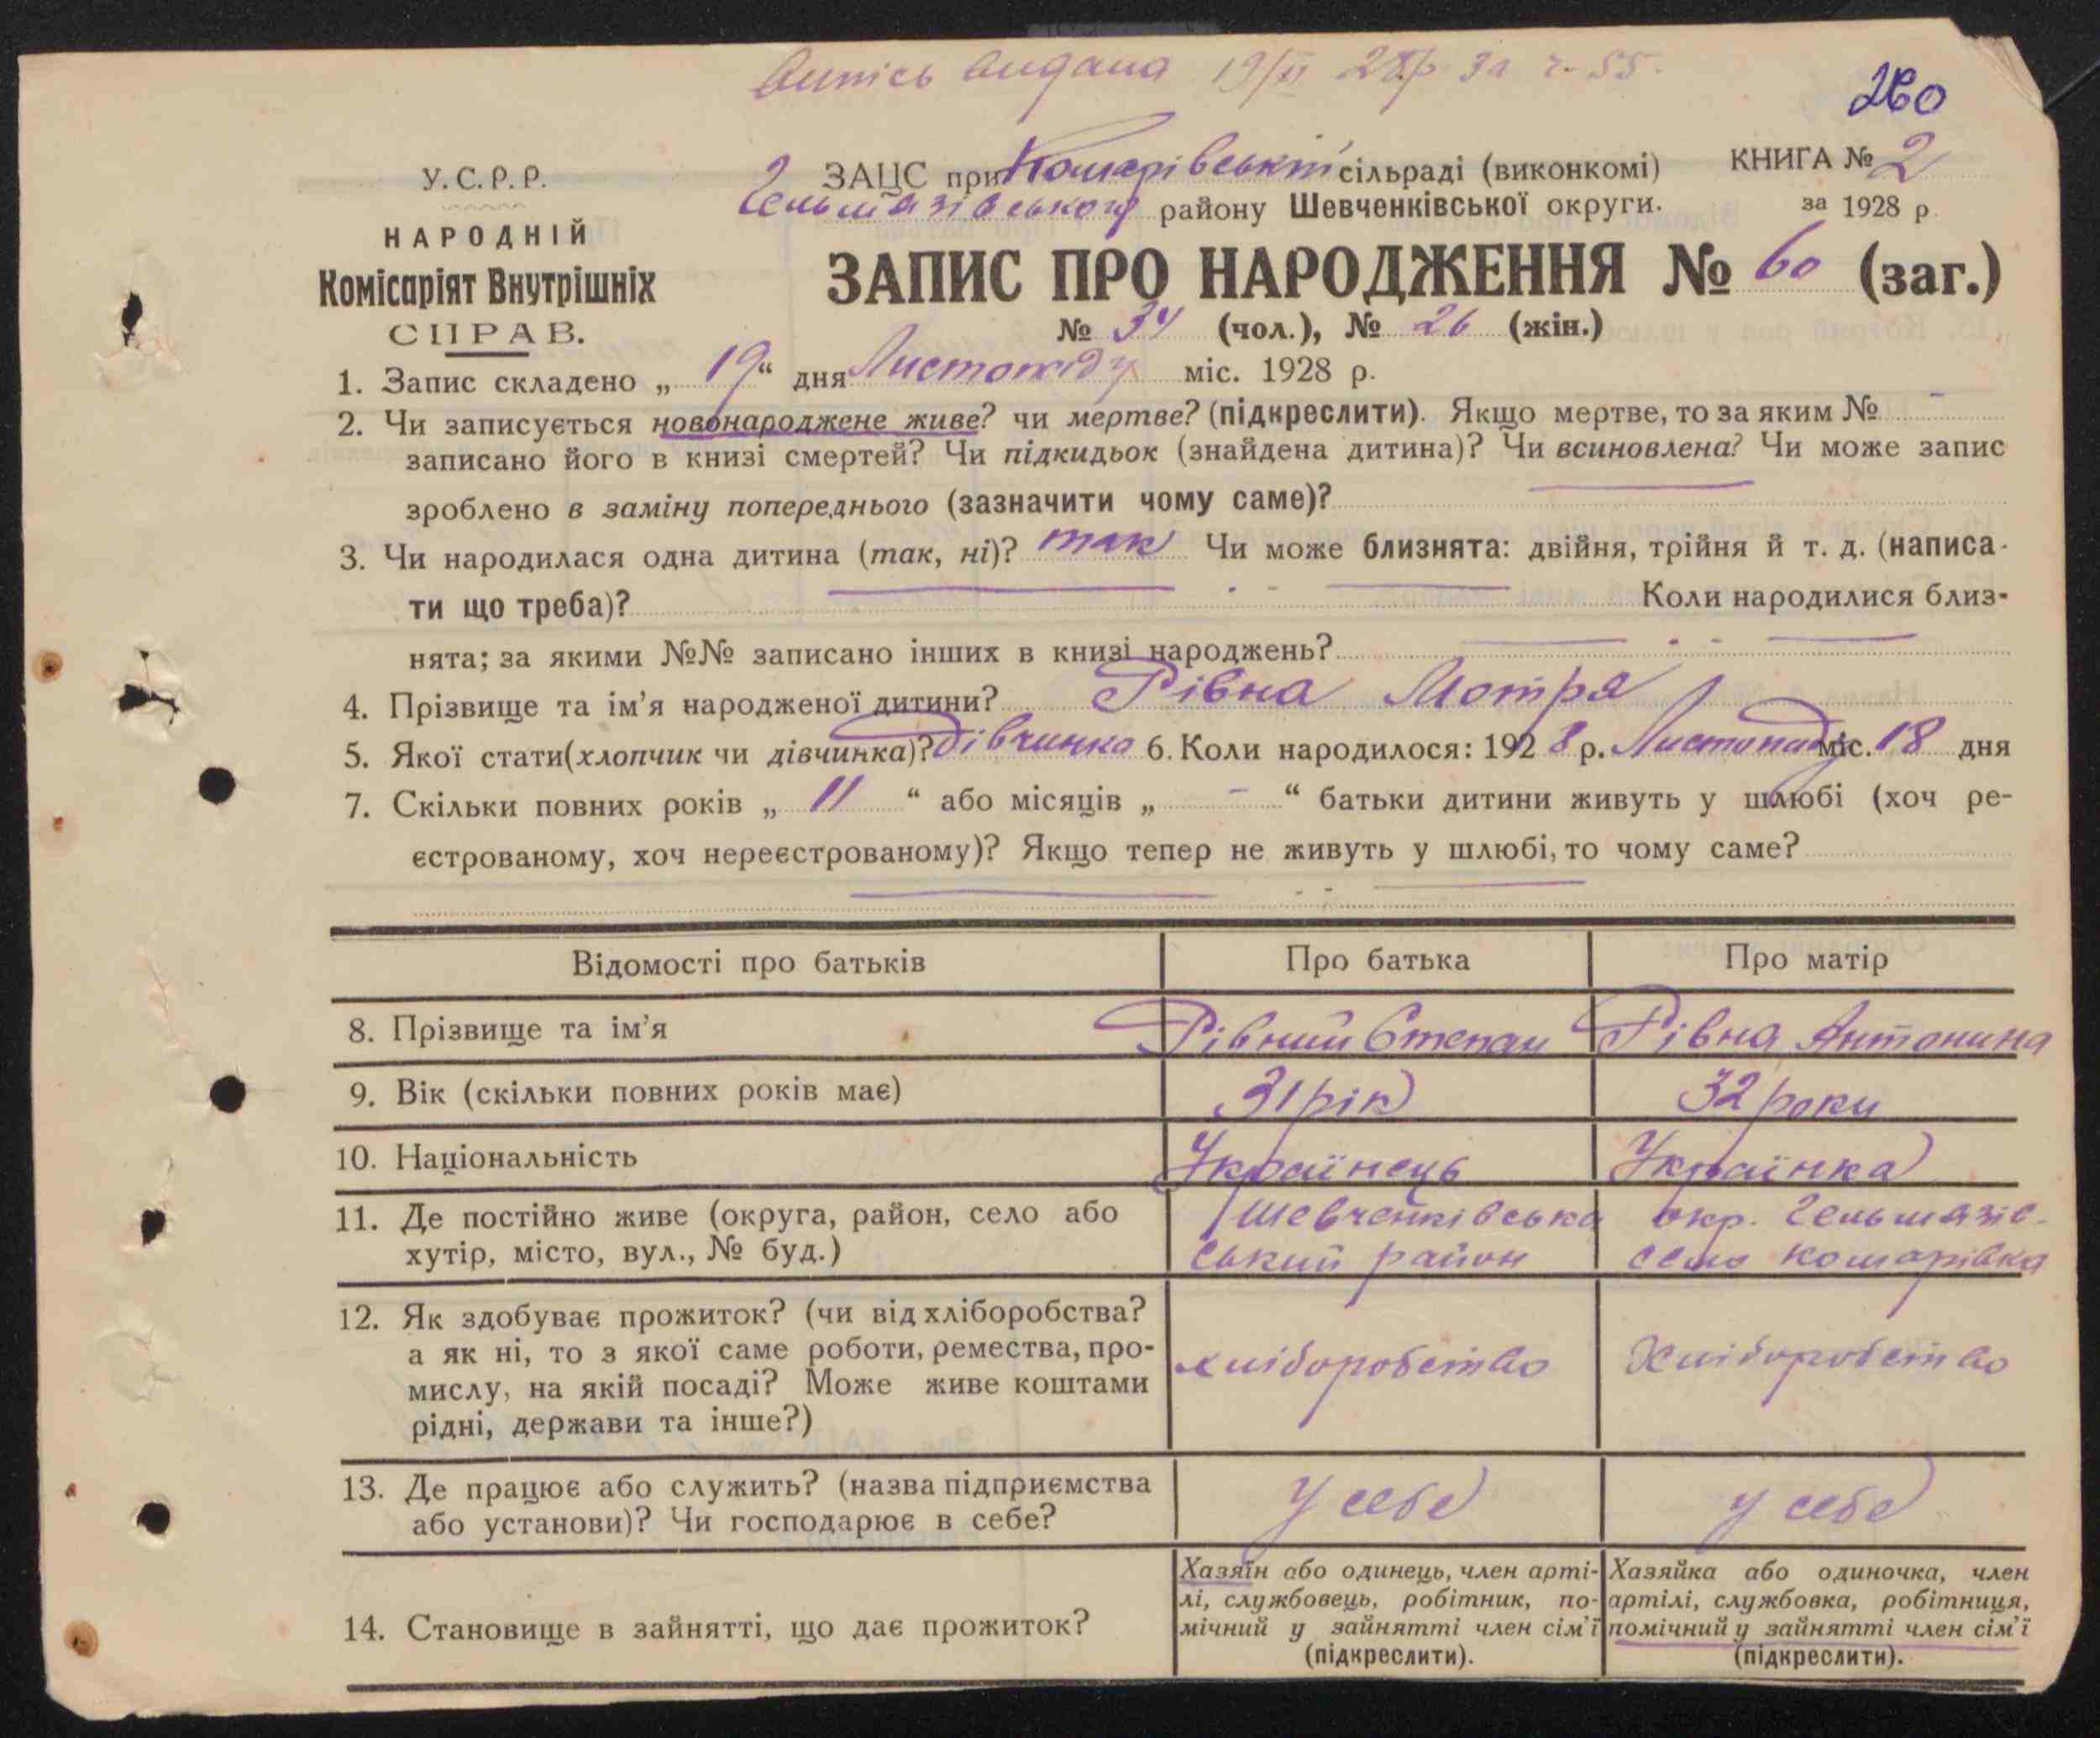 Випись видана 19/XI 28р за ч. 55.
260
У.С.Р.Р.
НАРОДНІЙ
Комісаріят Внутрішніх
СПРАВ.
ЗАЦС при Кошарівській сільраді (виконкомі)
Гельмязівського району Шевченківської округи.
КНИГА № 2
за 1928 р.
ЗАПИС ПРО НАРОДЖЕННЯ № 60 (заг.)
№ 34 (чол.), № 26 (жін.)
1. Запис складено „ 19 “ дня Листопаду міс. 1928 р.
2. Чи записується новонароджене живе? чи мертве? (підкреслити). Якщо мертве, то за яким № -
записано його в книзі смертей? Чи підкидьок (знайдена дитина)? Чи всиновлена? Чи може запис
зроблено в заміну попереднього (зазначити чому саме)?
3. Чи народилася одна дитина (так, ні)? так Чи може близнята: двійня, трійня й т. д. (написа-
ти що треба)? Коли народилися близ-
нята; за якими №№ записано інших в книзі народжень?
4. Прізвище та ім’я народженої дитини? Рівна Мотря
5. Якої стати (хлопчик чи дівчинка)? дівчинка 6. Коли народилося: 1928 р. Листопаду міс. 18 дня
7. Скільки повних років „ 11 “ або місяців „ - “ батьки дитини живуть у шлюбі (хоч ре-
єстрованому, хоч нереєстрованому)? Якщо тепер не живуть у шлюбі, то чому саме?
Відомості про батьків Про батька Про матір
8. Прізвище та ім’я Рівний Степан Рівна Антонина
9. Вік (скільки повних років має) 31 рік 32 роки
10. Національність Українець Українка
11. Де постійно живе (округа, район, село або Шевченківська окр. Гельмязів-
хутір, місто, вул., № буд.) ський район село Кошарівка
12. Як здобуває прожиток? (чи від хліборобства?
а як ні, то з якої саме роботи, ремества, про-
мислу, на якій посаді? Може живе коштами
рідні, держави та інше?)
хліборобство Хліборобство
13. Де працює або служить? (назва підприємства
або установи)? Чи господарює в себе?
у себе у себе
14. Становище в зайнятті, що дає прожиток?
Хазяїн або одинець, член арті-
лі, службовець, робітник, по-
мічний у зайнятті член сім’ї
(підкреслити).
Хазяйка або одиночка, член
артілі, службовка, робітниця,
помічний у зайнятті член сім’ї
(підкреслити).